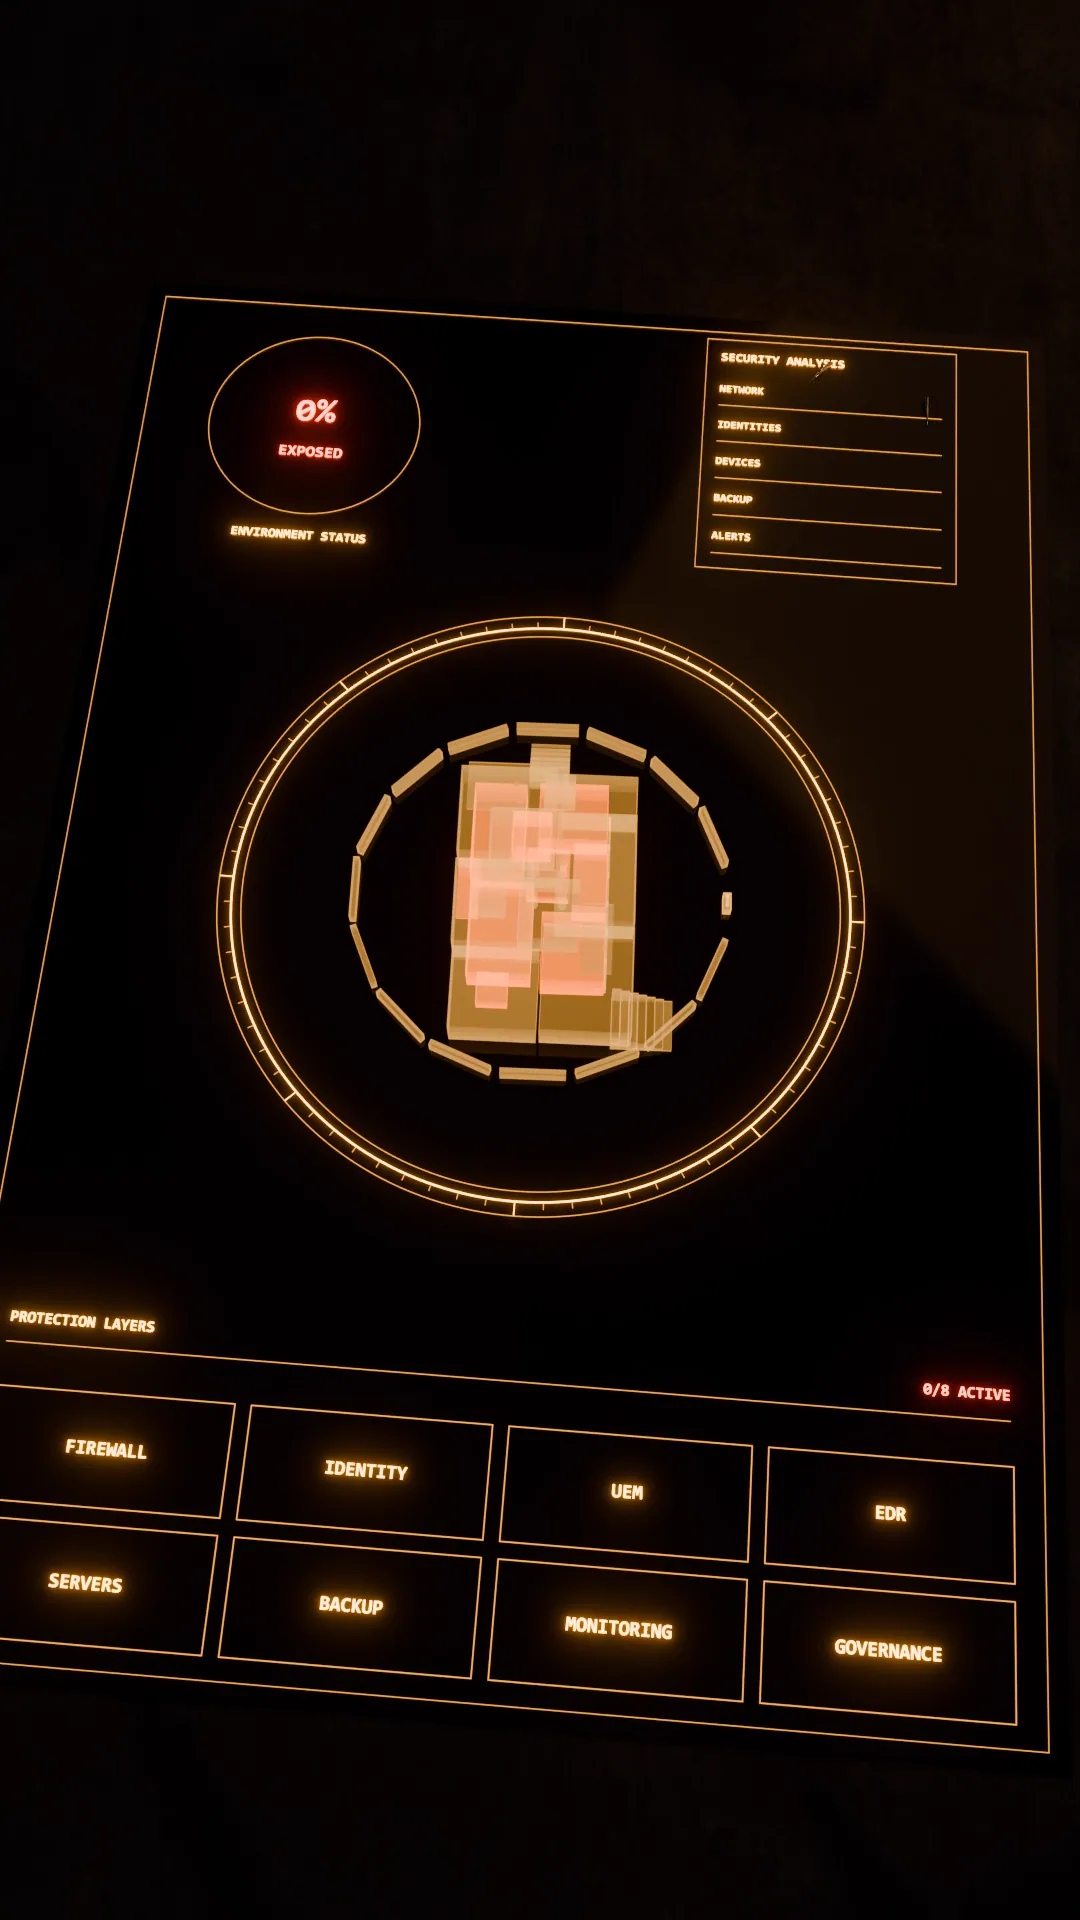 0%
EXPOSED
ENVIRONMENT STATUS
SECURITY ANALYSIS
NETWORK
IDENTITIES
DEVICES
BACKUP
ALERTS
PROTECTION LAYERS
0/8 ACTIVE
FIREWALL
IDENTITY
UEM
EDR
SERVERS
BACKUP
MONITORING
GOVERNANCE